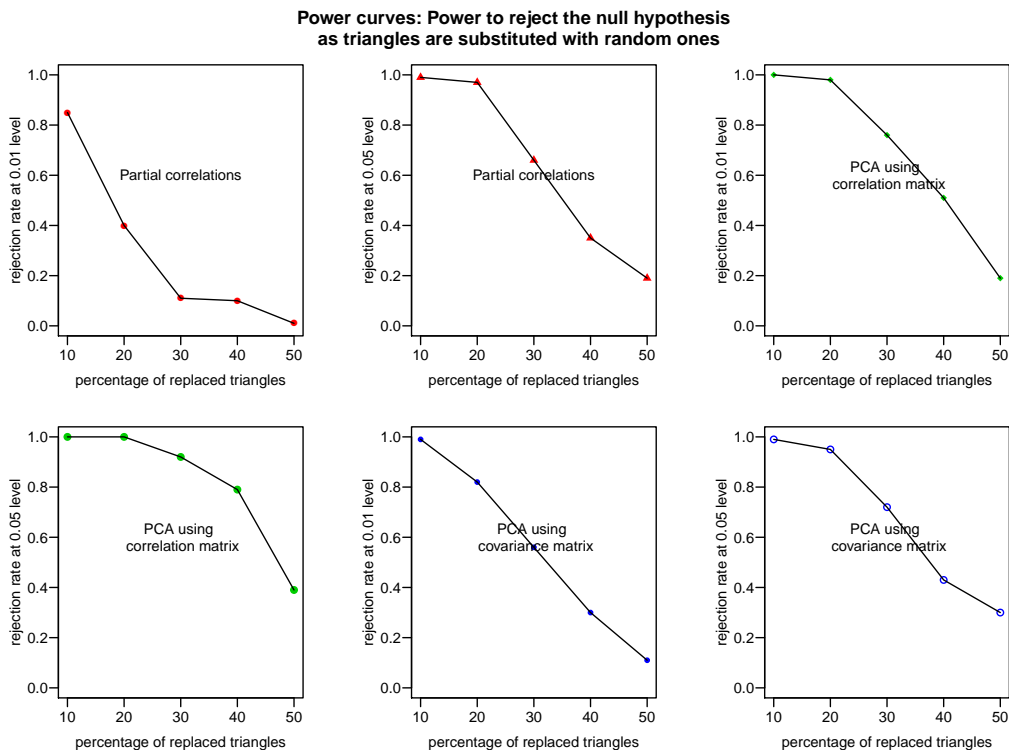 Power curves: Power to reject the null hypothesis
as triangles are substituted with random ones
rejection rate at 0.01 level
1.0
0.8
0.6
0.4
0.2
0.0
Partial correlations
10 20 30 40 50
percentage of replaced triangles
rejection rate at 0.05 level
1.0
0.8
0.6
0.4
0.2
0.0
Partial correlations
10 20 30 40 50
percentage of replaced triangles
rejection rate at 0.01 level
1.0
0.8
0.6
0.4
0.2
0.0
PCA using
correlation matrix
10 20 30 40 50
percentage of replaced triangles
rejection rate at 0.05 level
1.0
0.8
0.6
0.4
0.2
0.0
PCA using
correlation matrix
10 20 30 40 50
percentage of replaced triangles
rejection rate at 0.01 level
1.0
0.8
0.6
0.4
0.2
0.0
PCA using
covariance matrix
10 20 30 40 50
percentage of replaced triangles
rejection rate at 0.05 level
1.0
0.8
0.6
0.4
0.2
0.0
PCA using
covariance matrix
10 20 30 40 50
percentage of replaced triangles